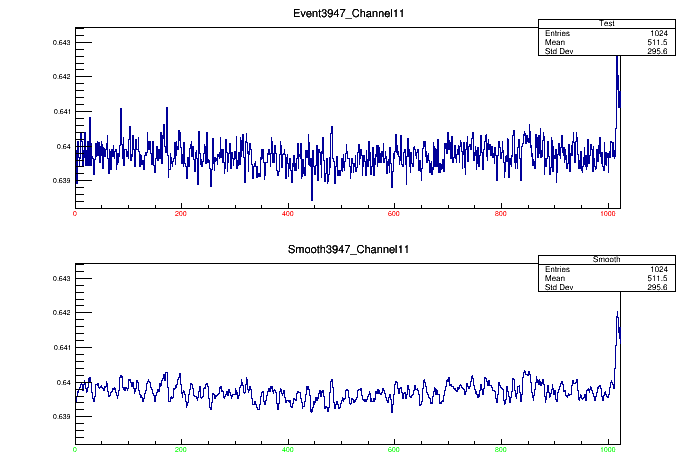 Event3947_Channel11
Test
Entries 1024
Mean 511.5
Std Dev 295.6
0.643
0.642
0.641
0.64
0.639
0 200 400 600 800 1000
Smooth3947_Channel11
Smooth
Entries 1024
Mean 511.5
Std Dev 295.6
0.643
0.642
0.641
0.64
0.639
0 200 400 600 800 1000